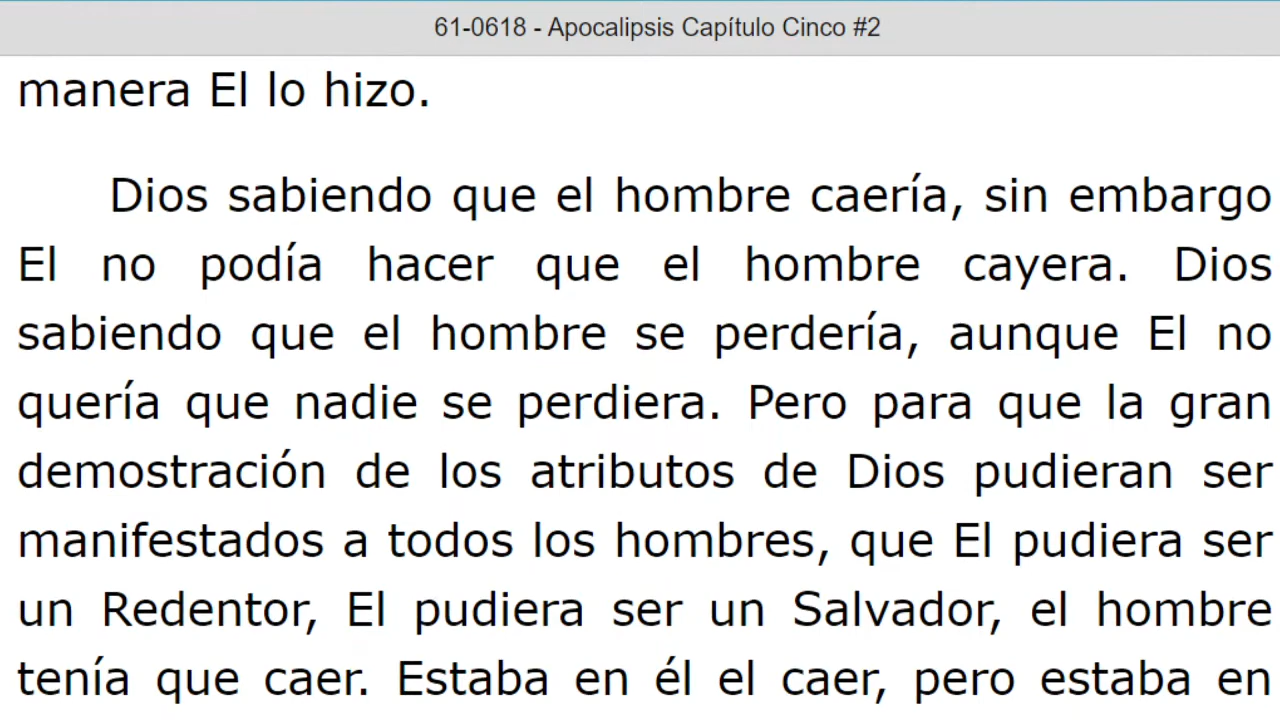 61-0618 - Apocalipsis Capítulo Cinco #2
manera El lo hizo.
Dios sabiendo que el hombre caería, sin embargo
El no podía hacer que el hombre cayera. Dios
sabiendo que el hombre se perdería, aunque El no
quería que nadie se perdiera. Pero para que la gran
demostración de los atributos de Dios pudieran ser
manifestados a todos los hombres, que El pudiera ser
un Redentor, El pudiera ser un Salvador, el hombre
tenía que caer. Estaba en él el caer, pero estaba en